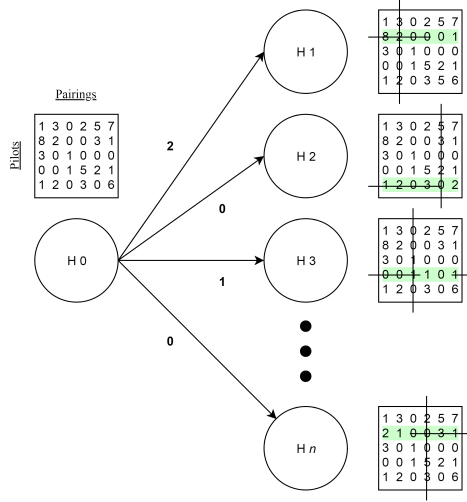 Pairings
Pilots
1 3 0 2 5 7
8 2 0 0 3 1
3 0 1 0 0 0
0 0 1 5 2 1
1 2 0 3 0 6
H 0
2
0
1
0
H 1
1 3 0 2 5 7
8 2 0 0 0 1
3 0 1 0 0 0
0 0 1 5 2 1
1 2 0 3 5 6
H 2
1 3 0 2 5 7
8 2 0 0 3 1
3 0 1 0 0 0
0 0 1 5 2 1
1 2 0 3 0 2
H 3
1 3 0 2 5 7
8 2 0 0 3 1
3 0 1 0 0 0
0 0 1 1 0 1
1 2 0 3 0 6
H n
1 3 0 2 5 7
2 1 0 0 3 1
3 0 1 0 0 0
0 0 1 5 2 1
1 2 0 3 0 6